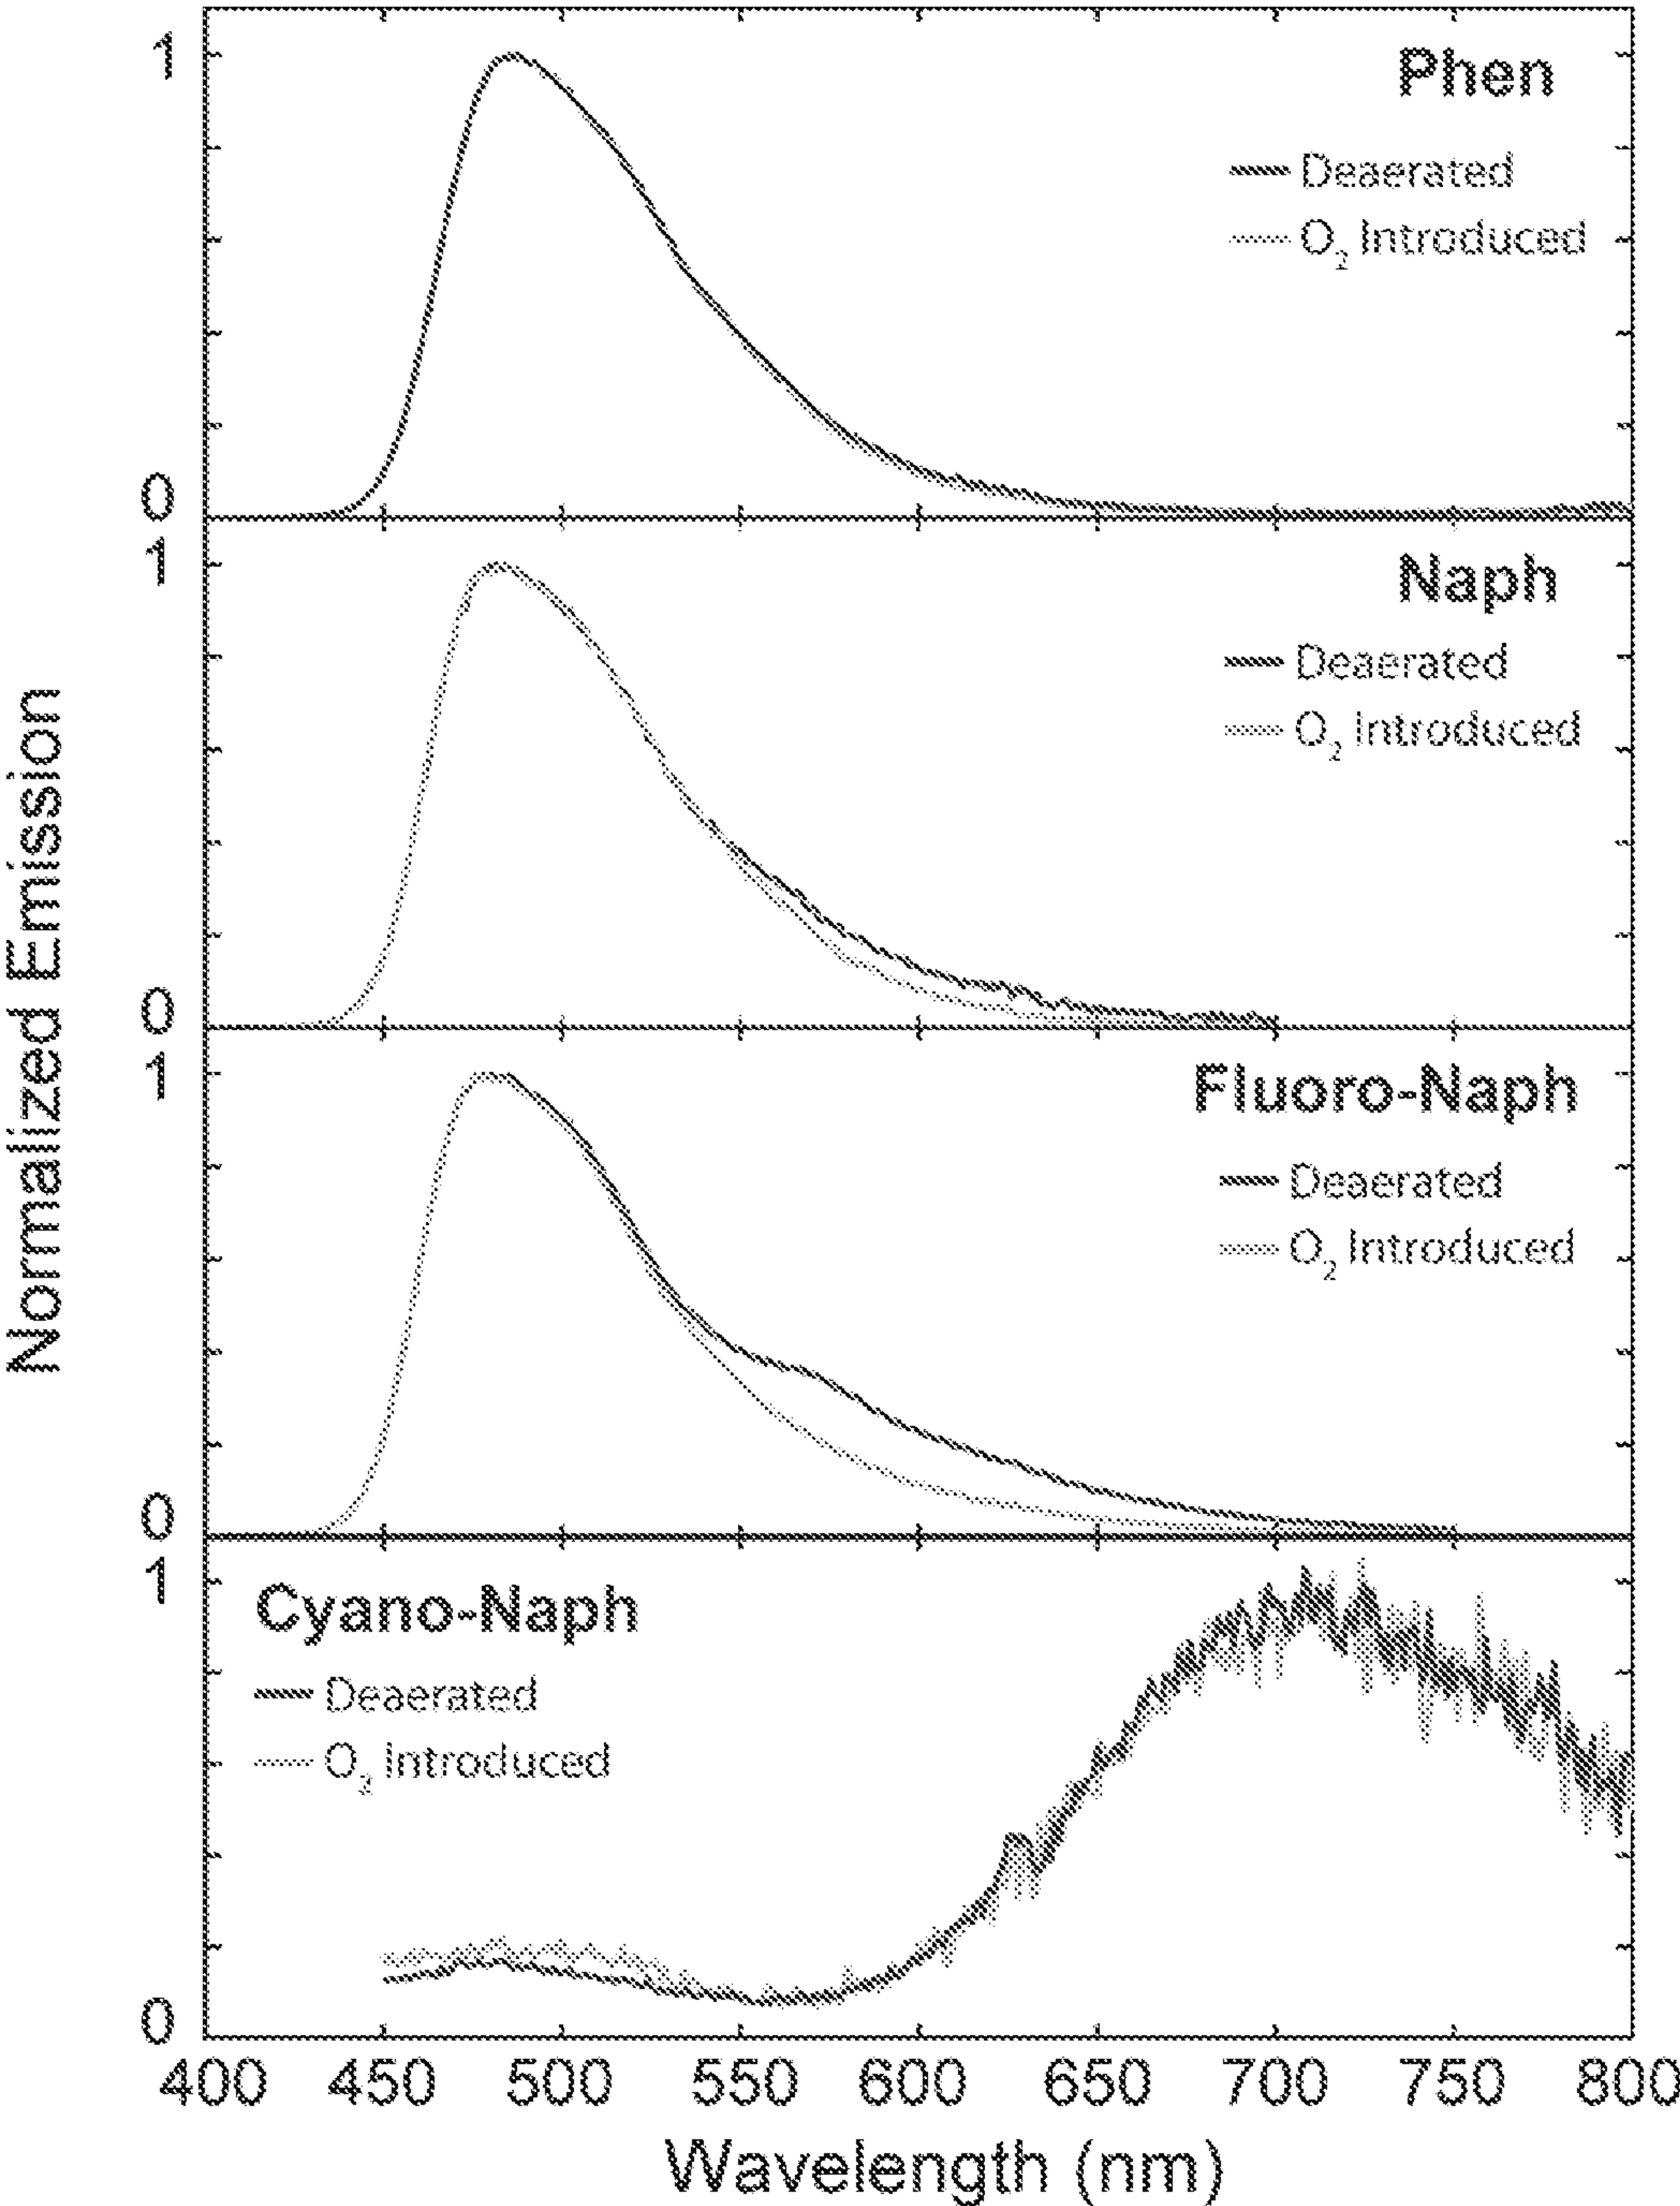 Normalized Emission
1
Phen
Deaerated
O₂ Introduced
0
1
Naph
Deaerated
O₂ Introduced
0
1
Fluoro-Naph
Deaerated
O₂ Introduced
0
1
Cyano-Naph
Deaerated
O₂ Introduced
0
400 450 500 550 600 650 700 750 800
Wavelength (nm)